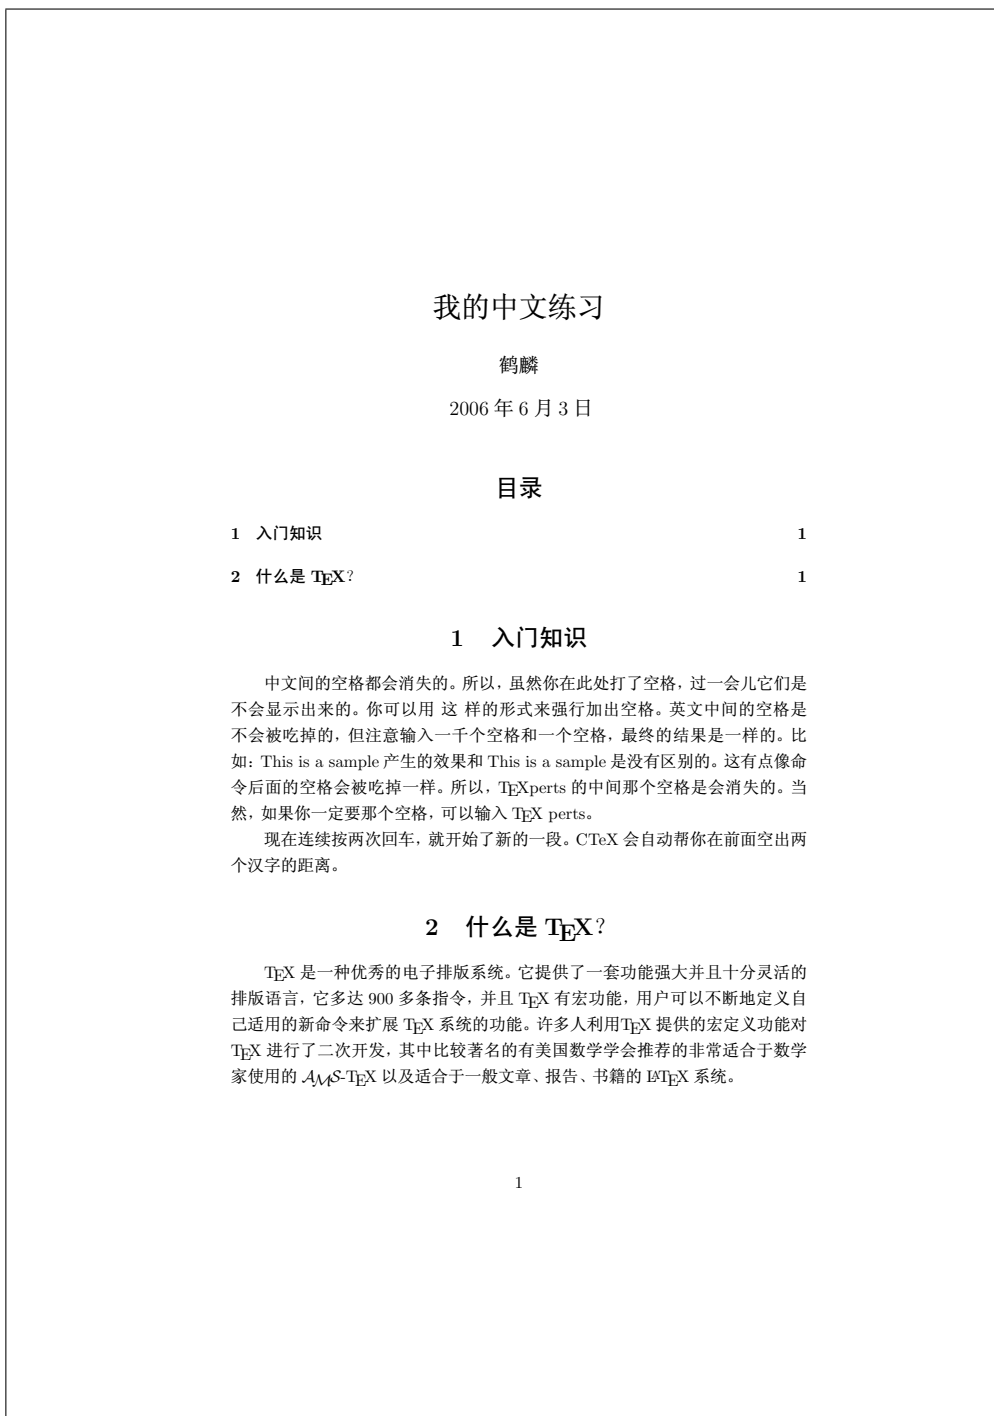 我的中文练习
鹤麟
2006 年 6 月 3 日
目录
1 入门知识 1
2 什么是 TEX? 1
1 入门知识
中文间的空格都会消失的。所以，虽然你在此处打了空格，过一会儿它们是
不会显示出来的。你可以用 这 样的形式来强行加出空格。英文中间的空格是
不会被吃掉的，但注意输入一千个空格和一个空格，最终的结果是一样的。比
如：This is a sample 产生的效果和 This is a sample 是没有区别的。这有点像命
令后面的空格会被吃掉一样。所以，TEXperts 的中间那个空格是会消失的。当
然，如果你一定要那个空格，可以输入 TEX perts。
现在连续按两次回车，就开始了新的一段。CTeX 会自动帮你在前面空出两
个汉字的距离。
2 什么是 TEX?
TEX 是一种优秀的电子排版系统。它提供了一套功能强大并且十分灵活的
排版语言，它多达 900 多条指令，并且 TEX 有宏功能，用户可以不断地定义自
己适用的新命令来扩展 TEX 系统的功能。许多人利用TEX 提供的宏定义功能对
TEX 进行了二次开发，其中比较著名的有美国数学学会推荐的非常适合于数学
家使用的 AMS-TEX 以及适合于一般文章、报告、书籍的 LATEX 系统。
1